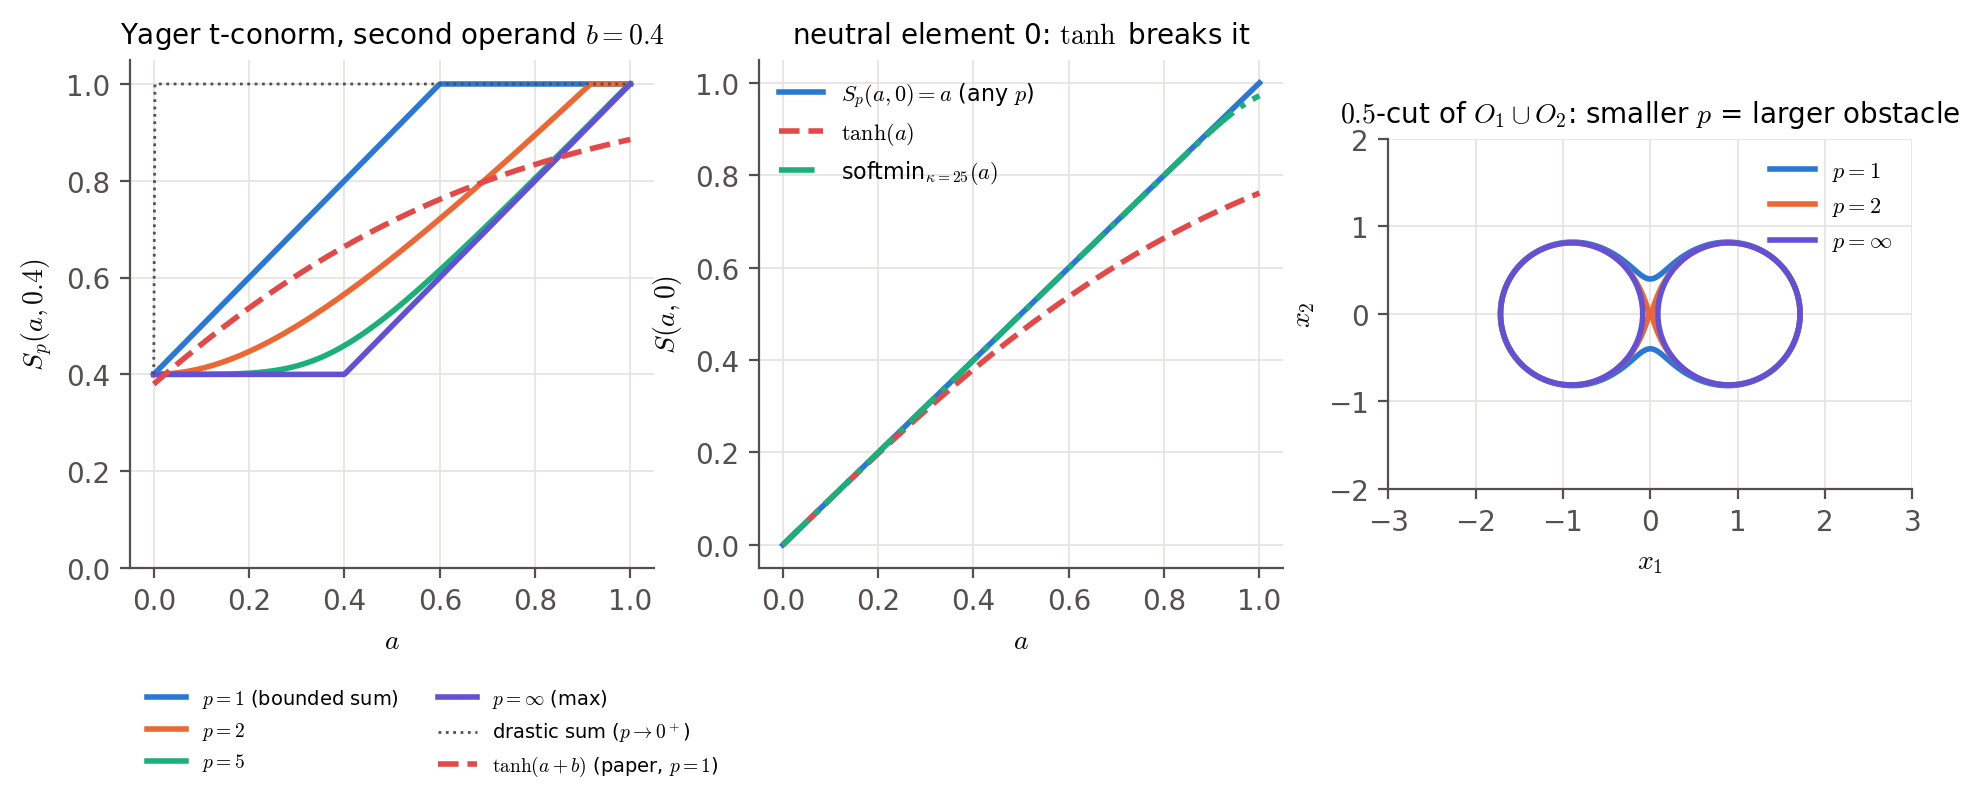 Yager t-conorm, second operand b = 0.4
1.0
0.8
0.6
0.4
0.2
0.0
S_p(a, 0.4)
0.0 0.2 0.4 0.6 0.8 1.0
a
p = 1 (bounded sum)
p = 2
p = 5
p = ∞ (max)
drastic sum (p → 0⁺)
tanh(a + b) (paper, p = 1)
neutral element 0: tanh breaks it
S_p(a, 0) = a (any p)
tanh(a)
softmin_{κ=25}(a)
1.0
0.8
0.6
0.4
0.2
0.0
S(a, 0)
0.0 0.2 0.4 0.6 0.8 1.0
a
0.5-cut of O₁ ∪ O₂: smaller p = larger obstacle
p = 1
p = 2
p = ∞
2
1
0
−1
−2
x₂
−3 −2 −1 0 1 2 3
x₁